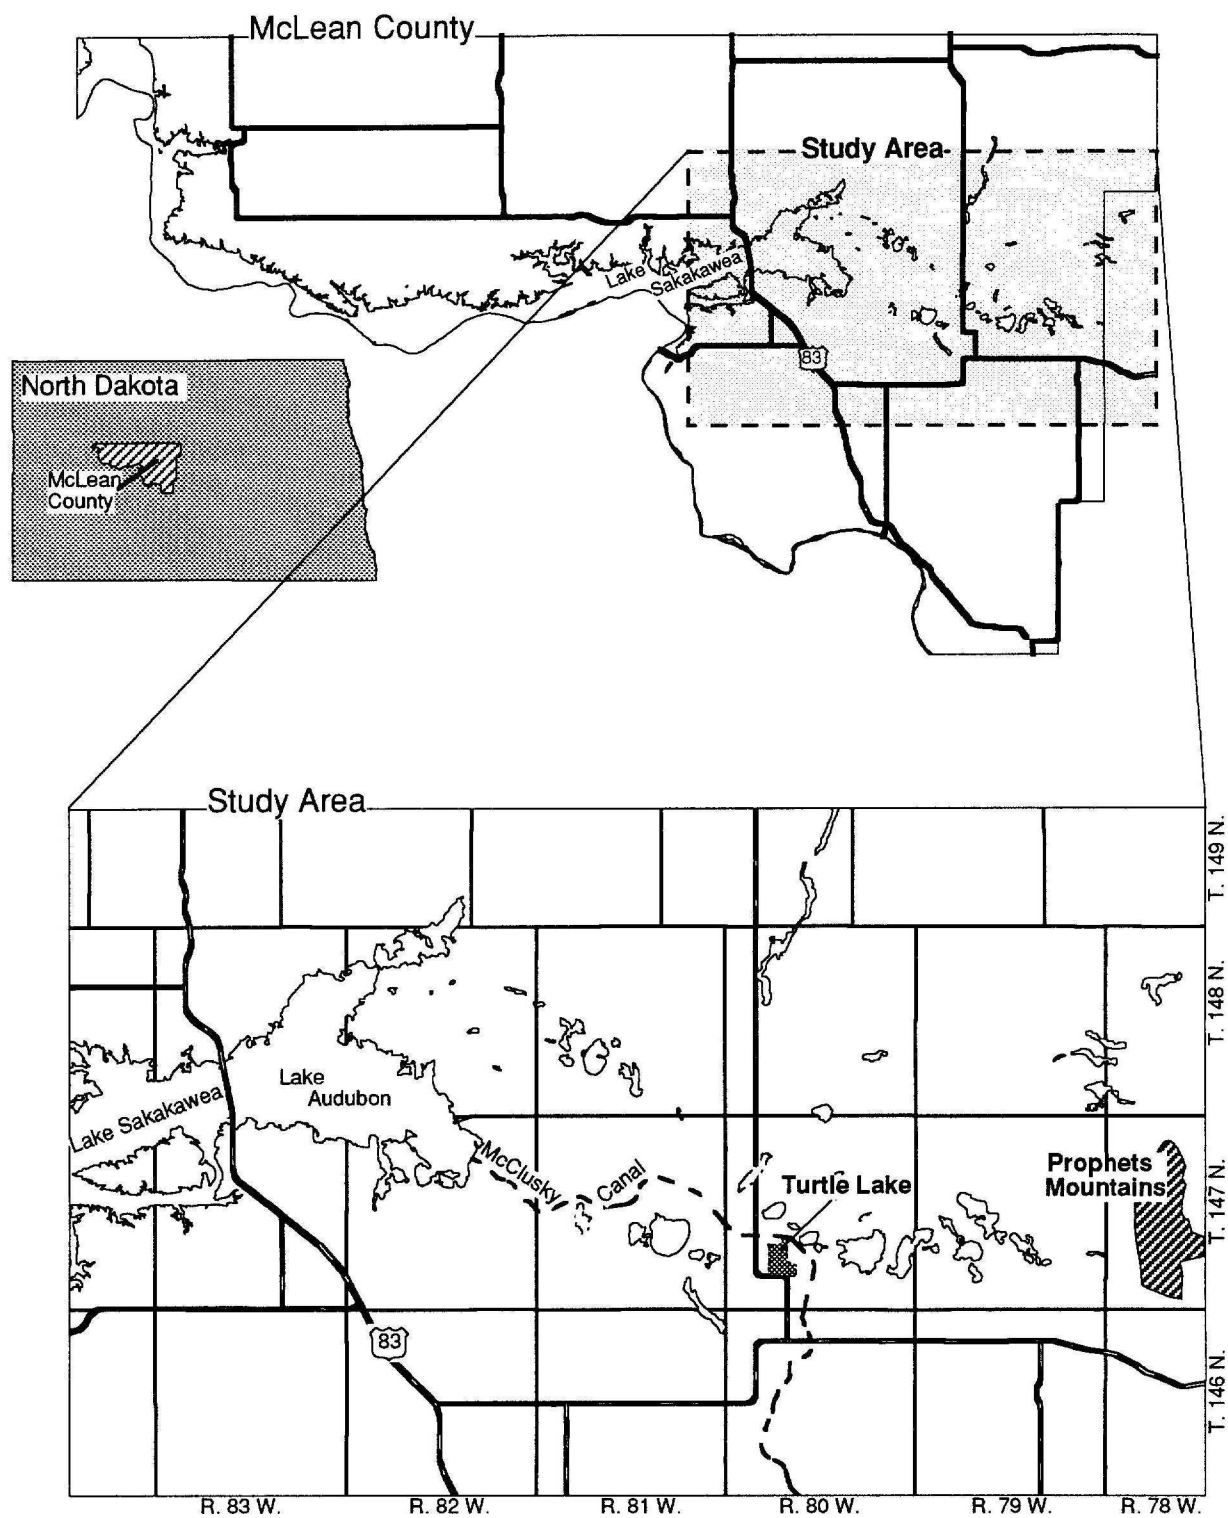 McLean County
Study Area
Lake
Sakakawea
83
North Dakota
McLean
County
Study Area
T. 149 N.
T. 148 N.
Lake
Audubon
Lake Sakakawea
McClusky
Canal
Turtle Lake
Prophets
Mountains
T. 147 N.
83
T. 146 N.
R. 83 W.
R. 82 W.
R. 81 W.
R. 80 W.
R. 79 W.
R. 78 W.